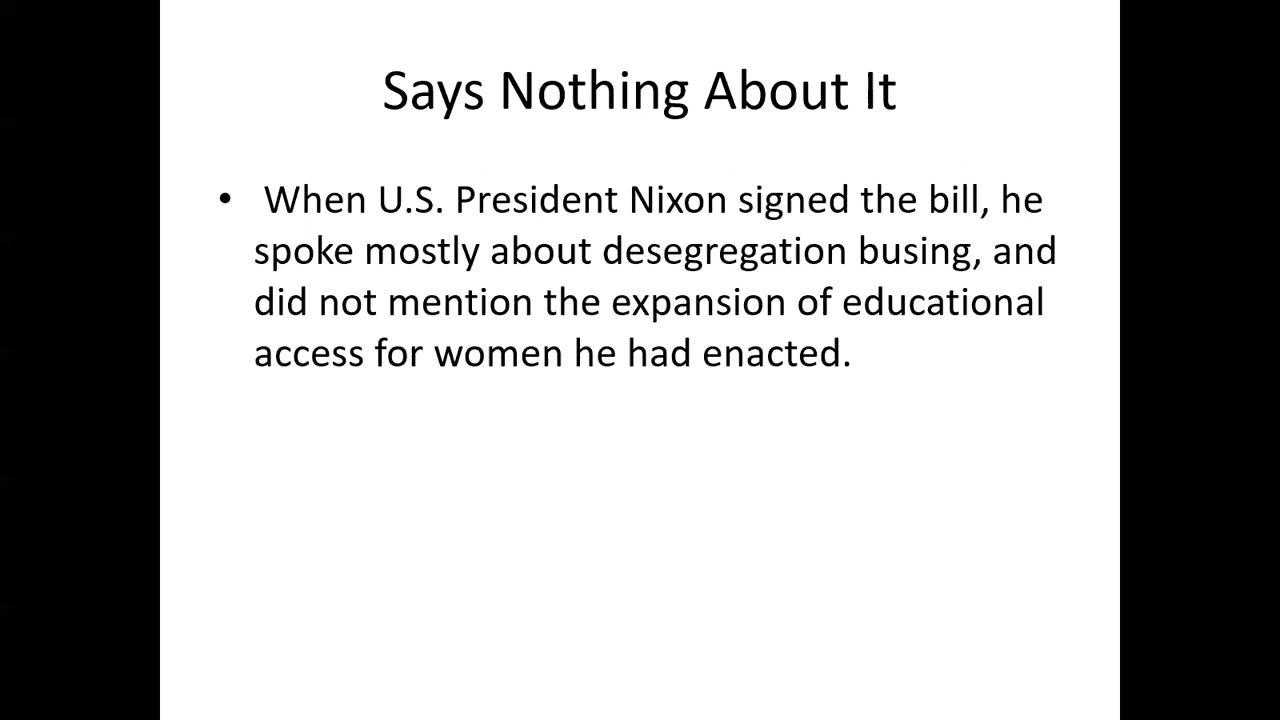 Says Nothing About It
• When U.S. President Nixon signed the bill, he
spoke mostly about desegregation busing, and
did not mention the expansion of educational
access for women he had enacted.